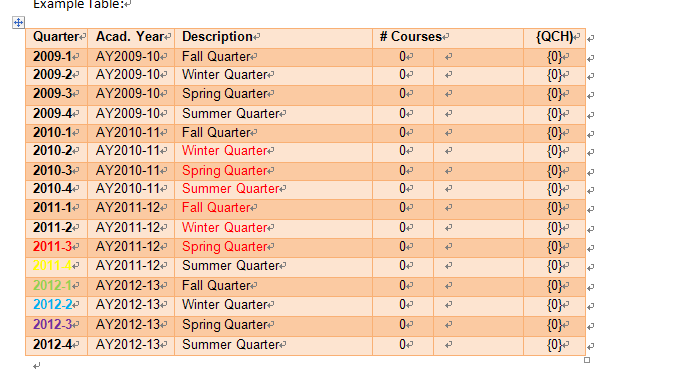 Example Table:
Quarter Acad. Year Description # Courses {QCH}
2009-1 AY2009-10 Fall Quarter 0 {0}
2009-2 AY2009-10 Winter Quarter 0 {0}
2009-3 AY2009-10 Spring Quarter 0 {0}
2009-4 AY2009-10 Summer Quarter 0 {0}
2010-1 AY2010-11 Fall Quarter 0 {0}
2010-2 AY2010-11 Winter Quarter 0 {0}
2010-3 AY2010-11 Spring Quarter 0 {0}
2010-4 AY2010-11 Summer Quarter 0 {0}
2011-1 AY2011-12 Fall Quarter 0 {0}
2011-2 AY2011-12 Winter Quarter 0 {0}
2011-3 AY2011-12 Spring Quarter 0 {0}
2011-4 AY2011-12 Summer Quarter 0 {0}
2012-1 AY2012-13 Fall Quarter 0 {0}
2012-2 AY2012-13 Winter Quarter 0 {0}
2012-3 AY2012-13 Spring Quarter 0 {0}
2012-4 AY2012-13 Summer Quarter 0 {0}